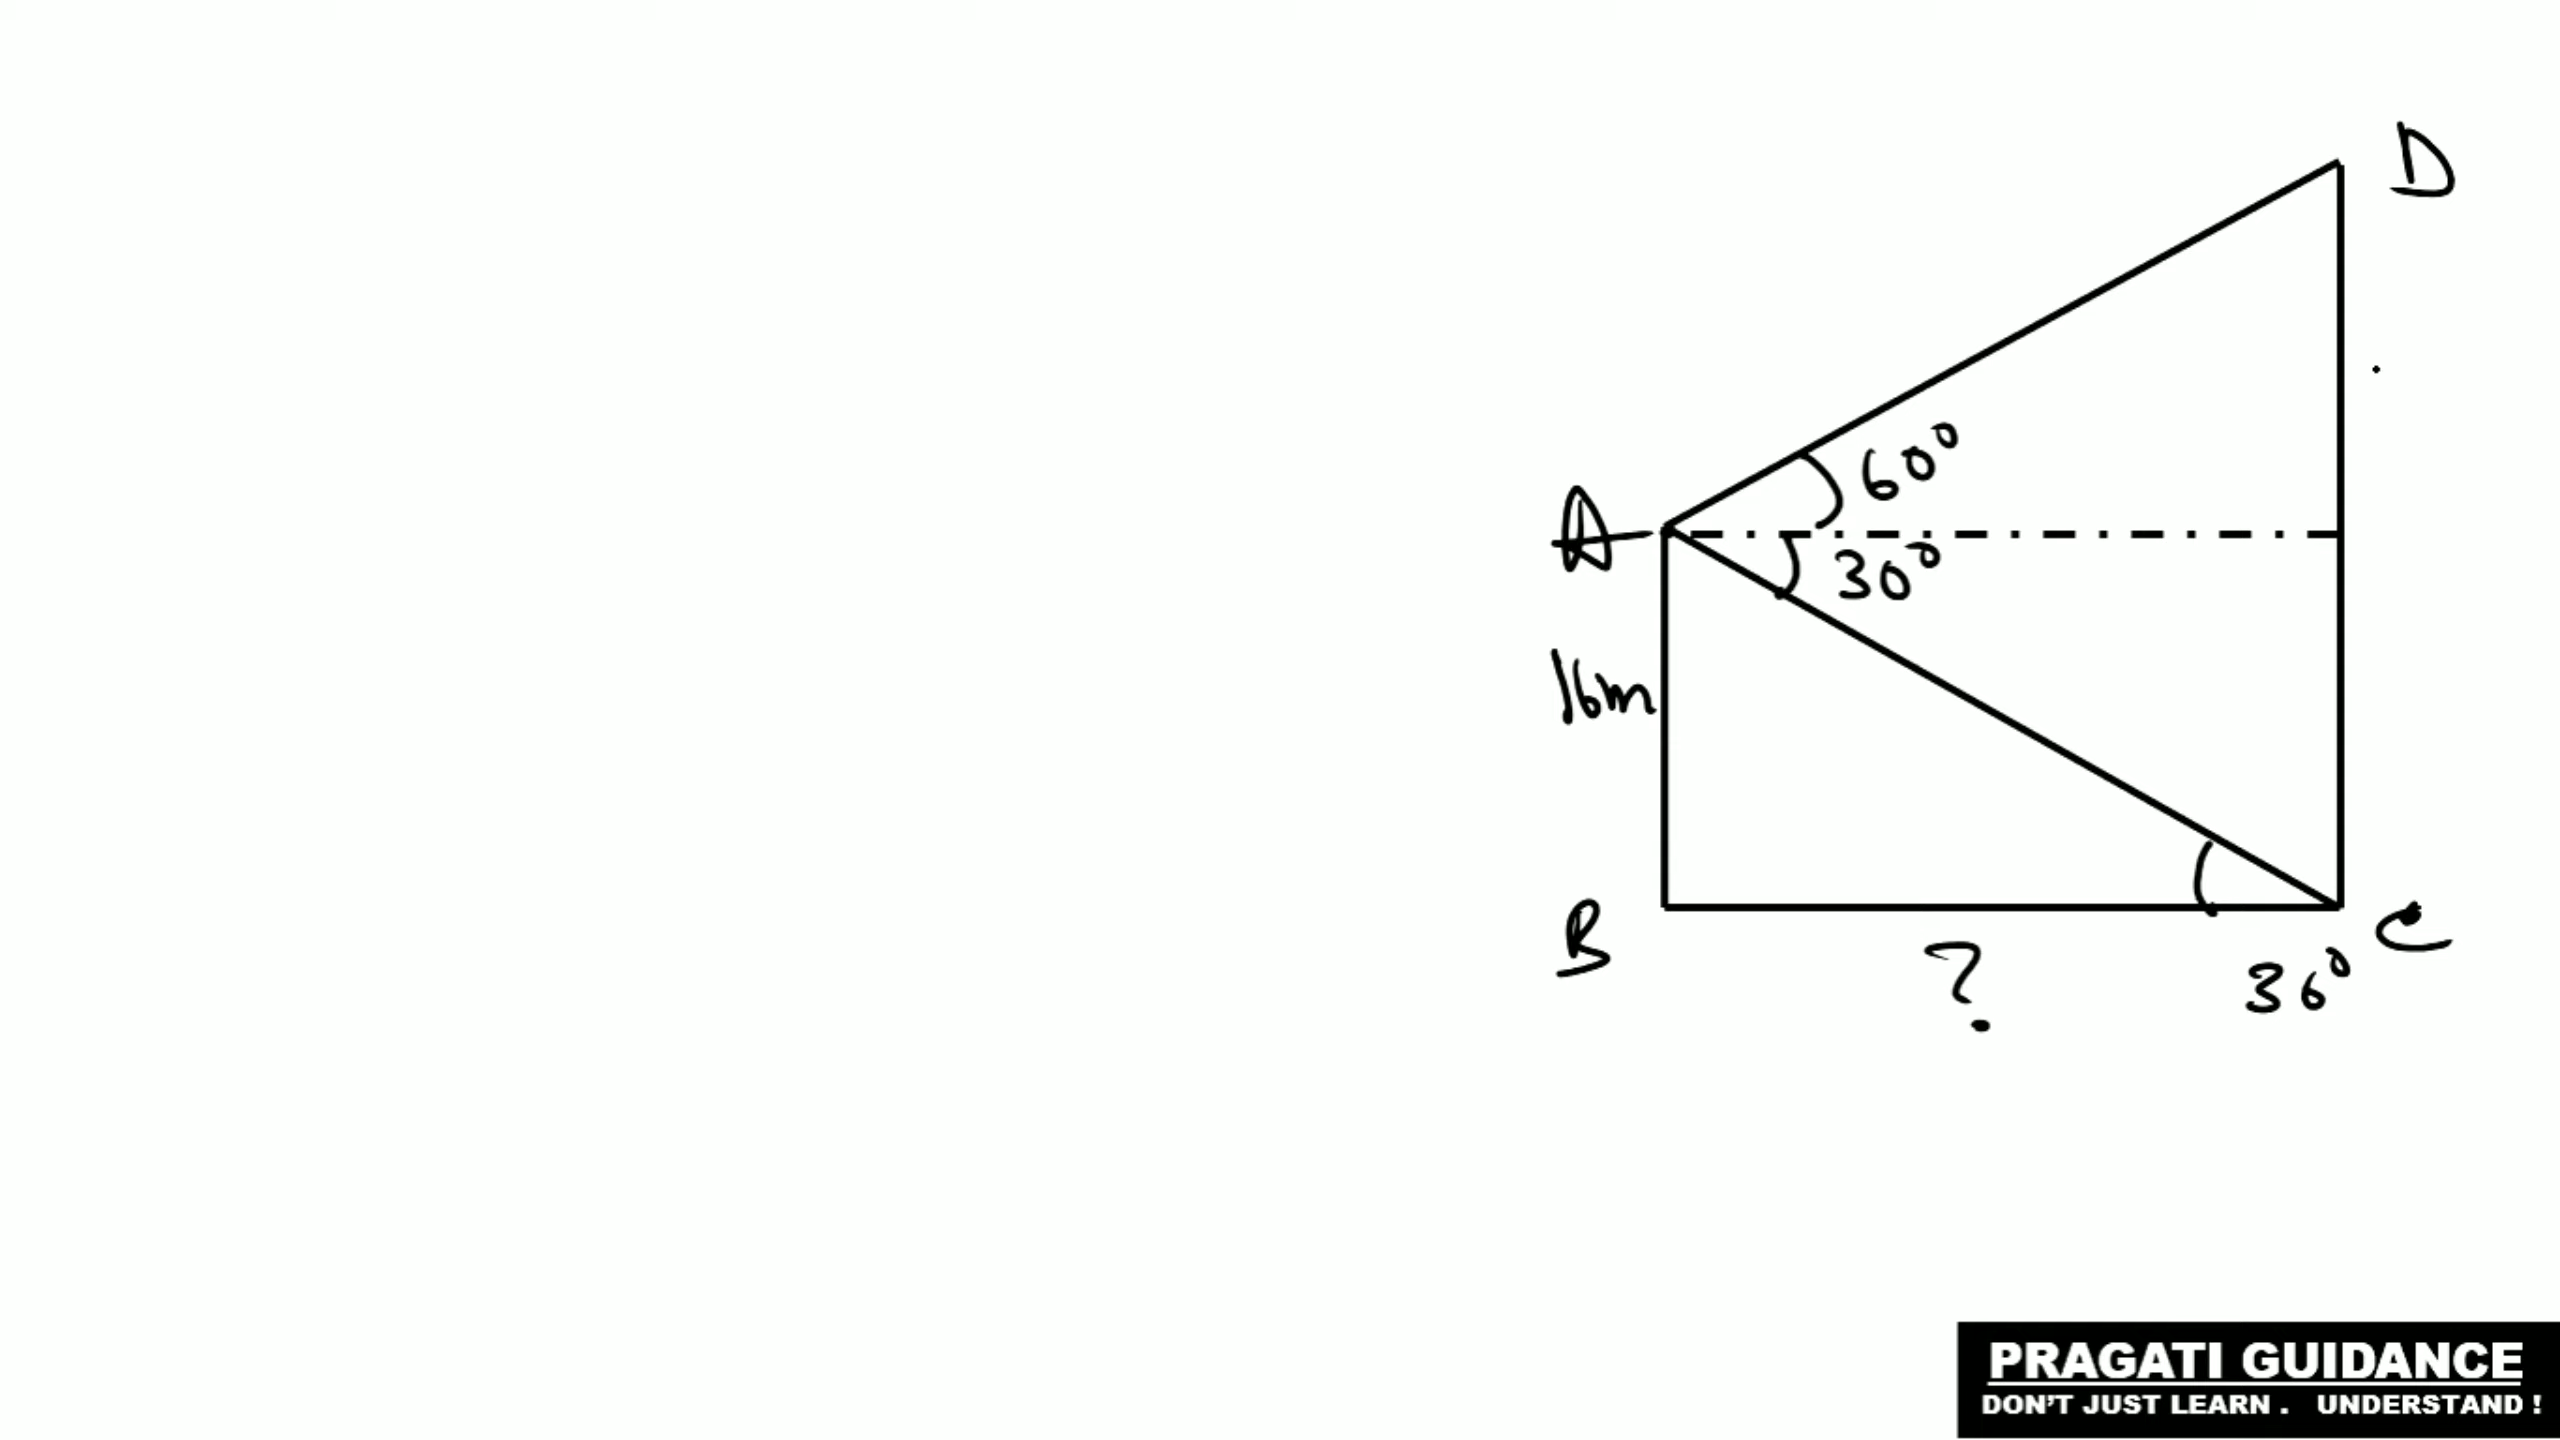 D
60°
A
30°
16m
B
C
?
30°
PRAGATI GUIDANCE
DON'T JUST LEARN . UNDERSTAND !